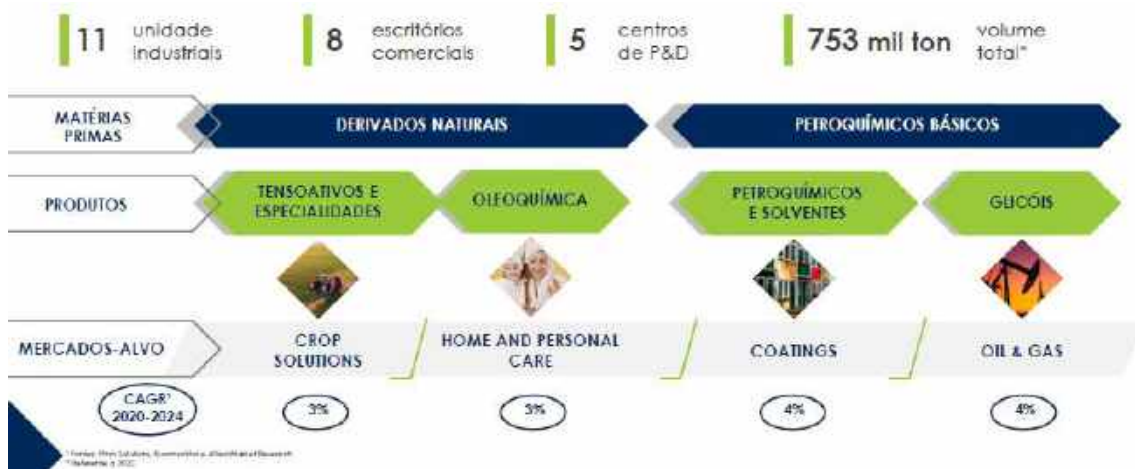 11 unidade
industriais
8 escritórios
comerciais
5 centros
de P&D
753 mil ton volume
total*
MATÉRIAS
PRIMAS
DERIVADOS NATURAIS
PETROQUÍMICOS BÁSICOS
PRODUTOS
TENSOATIVOS E
ESPECIALIDADES
OLEOQUÍMICA
PETROQUÍMICOS
E SOLVENTES
GLICÓIS
MERCADOS-ALVO
CROP
SOLUTIONS
HOME AND PERSONAL
CARE
COATINGS
OIL & GAS
CAGR¹
2020-2024
3%
3%
4%
4%